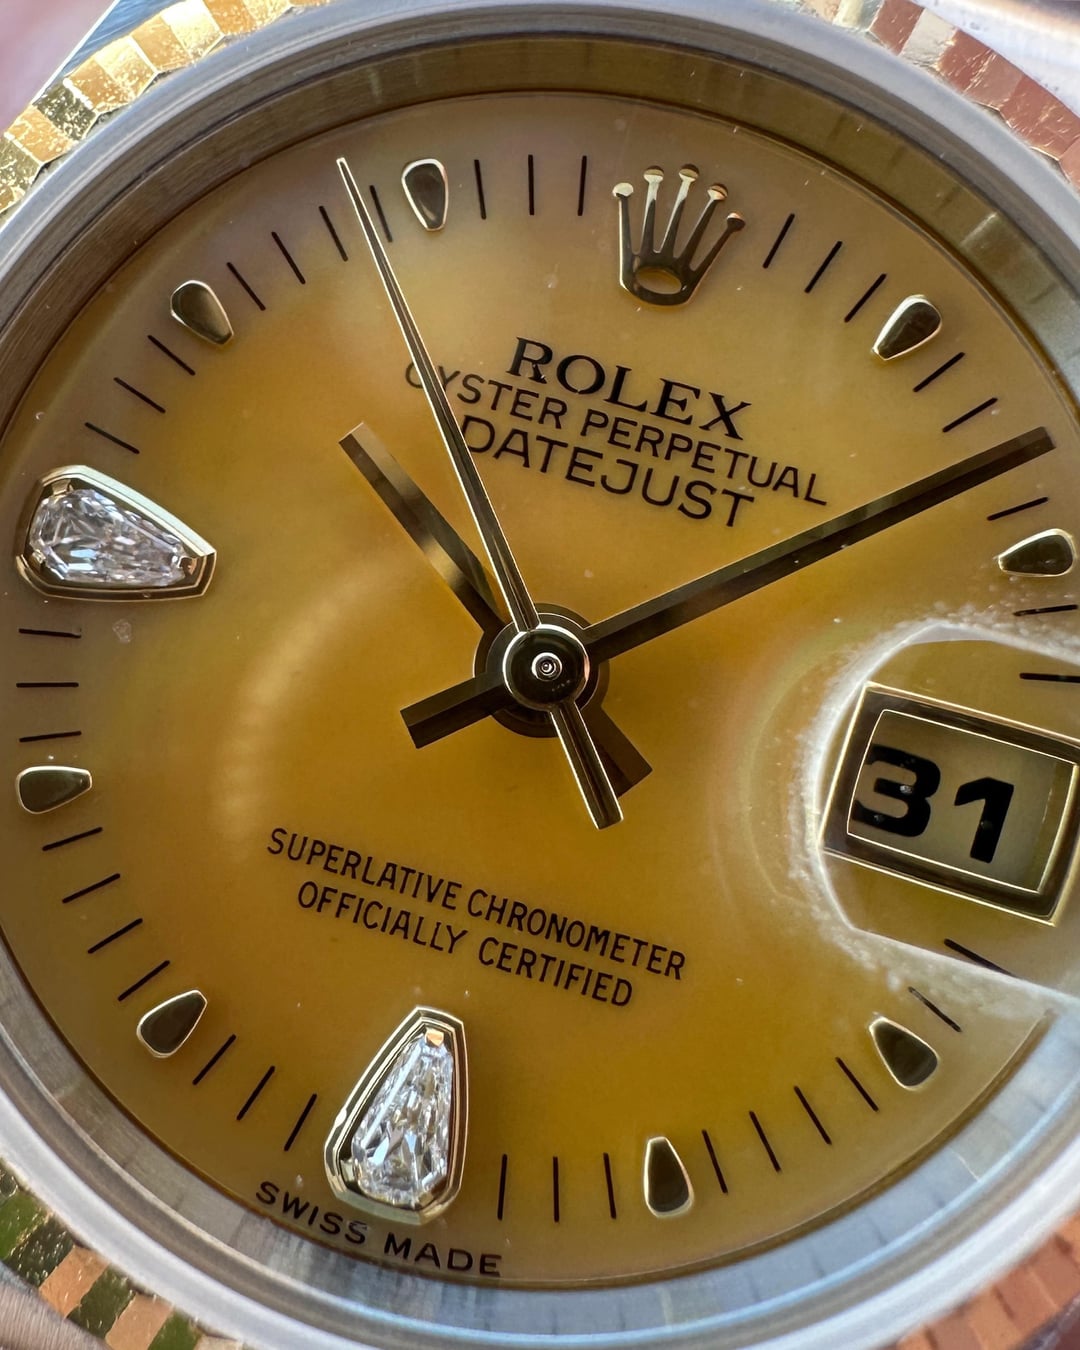 ROLEX
OYSTER PERPETUAL
DATEJUST
31
SUPERLATIVE CHRONOMETER
OFFICIALLY CERTIFIED
SWISS MADE